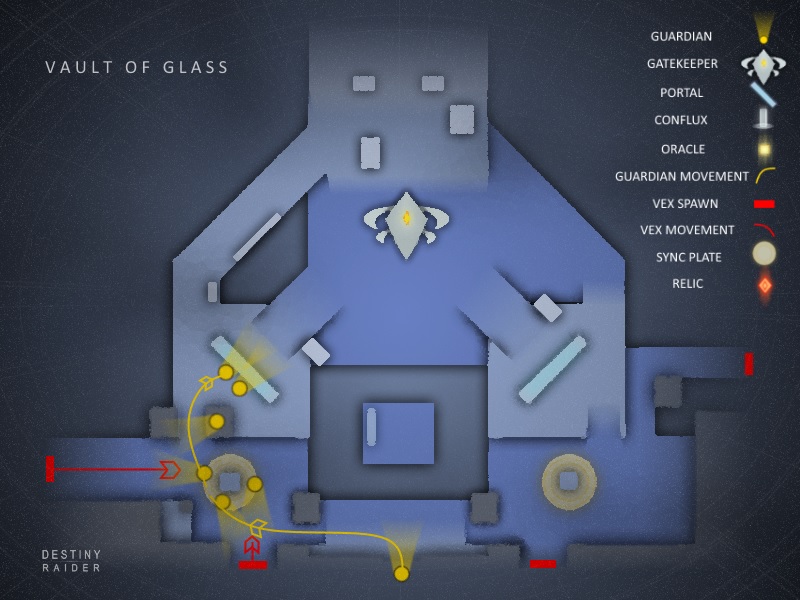 VAULT OF GLASS
GUARDIAN
GATEKEEPER
PORTAL
CONFLUX
ORACLE
GUARDIAN MOVEMENT
VEX SPAWN
VEX MOVEMENT
SYNC PLATE
RELIC
DESTINY
RAIDER